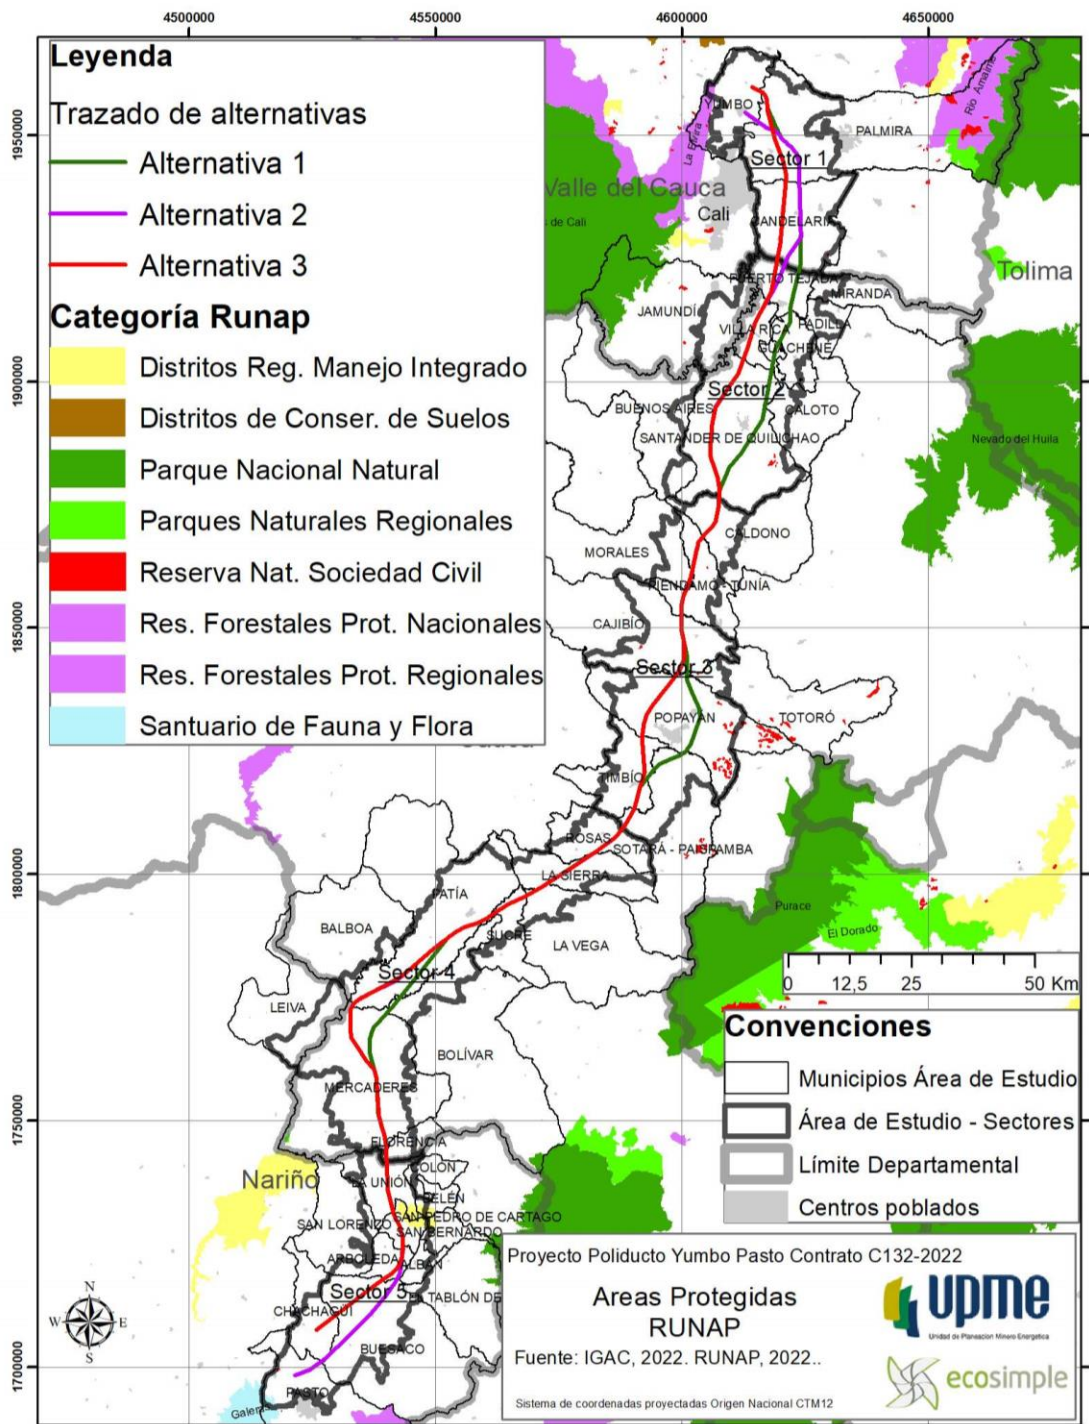 4500000
4550000
4600000
4650000
1950000
1900000
1850000
1800000
1750000
1700000
Leyenda
Trazado de alternativas
Alternativa 1
Alternativa 2
Alternativa 3
Categoría Runap
Distritos Reg. Manejo Integrado
Distritos de Conser. de Suelos
Parque Nacional Natural
Parques Naturales Regionales
Reserva Nat. Sociedad Civil
Res. Forestales Prot. Nacionales
Res. Forestales Prot. Regionales
Santuario de Fauna y Flora
YUMBO
PALMIRA
Río Amaime
La Elvira
Sector 1
Valle del Cauca
Cali
s de Cali
CANDELARIA
Tolima
PUERTO TEJADA
MIRANDA
JAMUNDÍ
VILLA RICA
PADILLA
GUACHENÉ
Sector 2
BUENOS AIRES
CALOTO
SANTANDER DE QUILICHAO
Nevado del Huila
CALDONO
MORALES
PIENDAMÓ - TUNÍA
CAJIBÍO
Sector 3
POPAYÁN
TOTORÓ
TIMBÍO
ROSAS
SOTARÁ - PAISPAMBA
LA SIERRA
PATÍA
Purace
BALBOA
SUCRE
El Dorado
LA VEGA
Sector 4
LEIVA
BOLÍVAR
MERCADERES
FLORENCIA
COLÓN
Nariño
LA UNIÓN
BELÉN
SAN PEDRO DE CARTAGO
SAN LORENZO
SAN BERNARDO
ARBOLEDA
ALBÁN
Sector 5
EL TABLÓN DE
CHACHAGÜÍ
BUESACO
PASTO
Galeras
N
W E
S
0 12,5 25 50 Km
Convenciones
Municipios Área de Estudio
Área de Estudio - Sectores
Límite Departamental
Centros poblados
Proyecto Poliducto Yumbo Pasto Contrato C132-2022
Areas Protegidas
RUNAP
Fuente: IGAC, 2022. RUNAP, 2022..
Sistema de coordenadas proyectadas Origen Nacional CTM12
upme
Unidad de Planeación Minero Energética
ecosimple